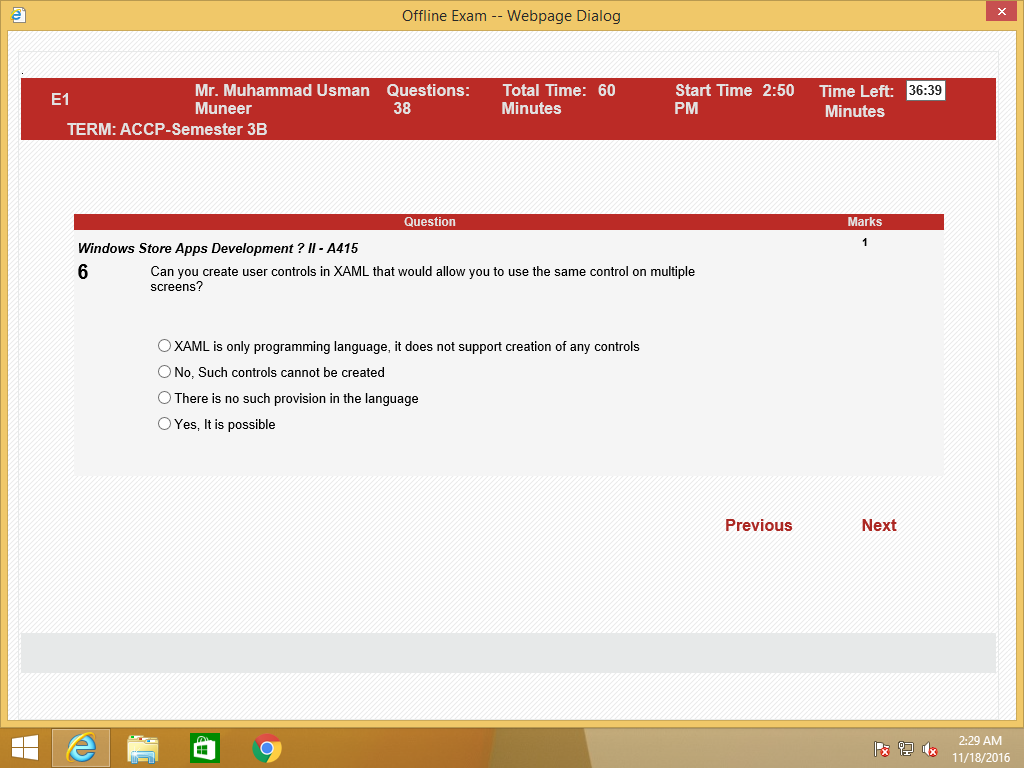 Offline Exam -- Webpage Dialog
.
E1
Mr. Muhammad Usman Muneer
Questions: 38
Total Time: 60 Minutes
Start Time 2:50 PM
Time Left: 36:39 Minutes
TERM: ACCP-Semester 3B
Question Marks
Windows Store Apps Development ? II - A415 1
6 Can you create user controls in XAML that would allow you to use the same control on multiple
screens?
XAML is only programming language, it does not support creation of any controls
No, Such controls cannot be created
There is no such provision in the language
Yes, It is possible
Previous Next
2:29 AM
11/18/2016